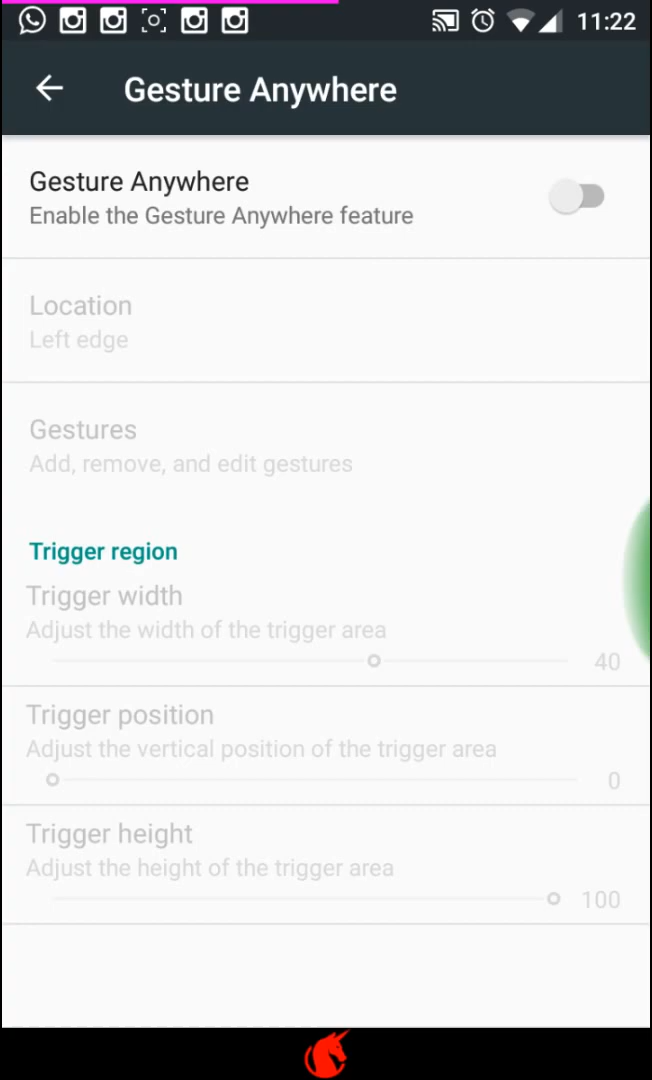 11:22
Gesture Anywhere
Gesture Anywhere
Enable the Gesture Anywhere feature
Location
Left edge
Gestures
Add, remove, and edit gestures
Trigger region
Trigger width
Adjust the width of the trigger area
40
Trigger position
Adjust the vertical position of the trigger area
0
Trigger height
Adjust the height of the trigger area
100